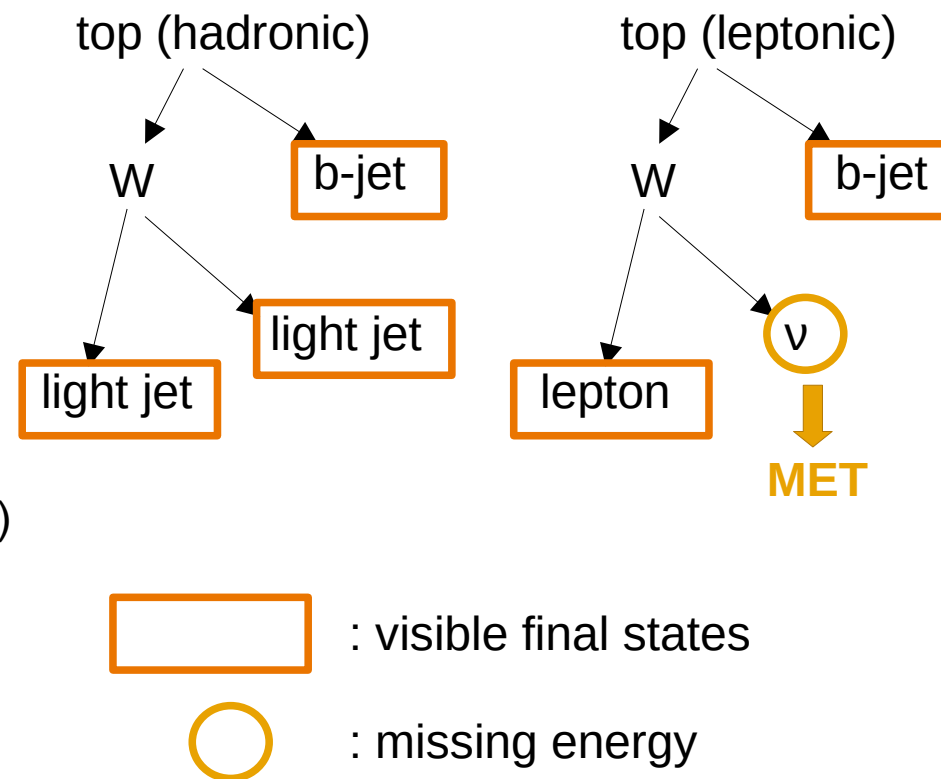 top (hadronic)
top (leptonic)
W
b-jet
W
b-jet
light jet
ν
light jet
lepton
MET
)
: visible final states
: missing energy